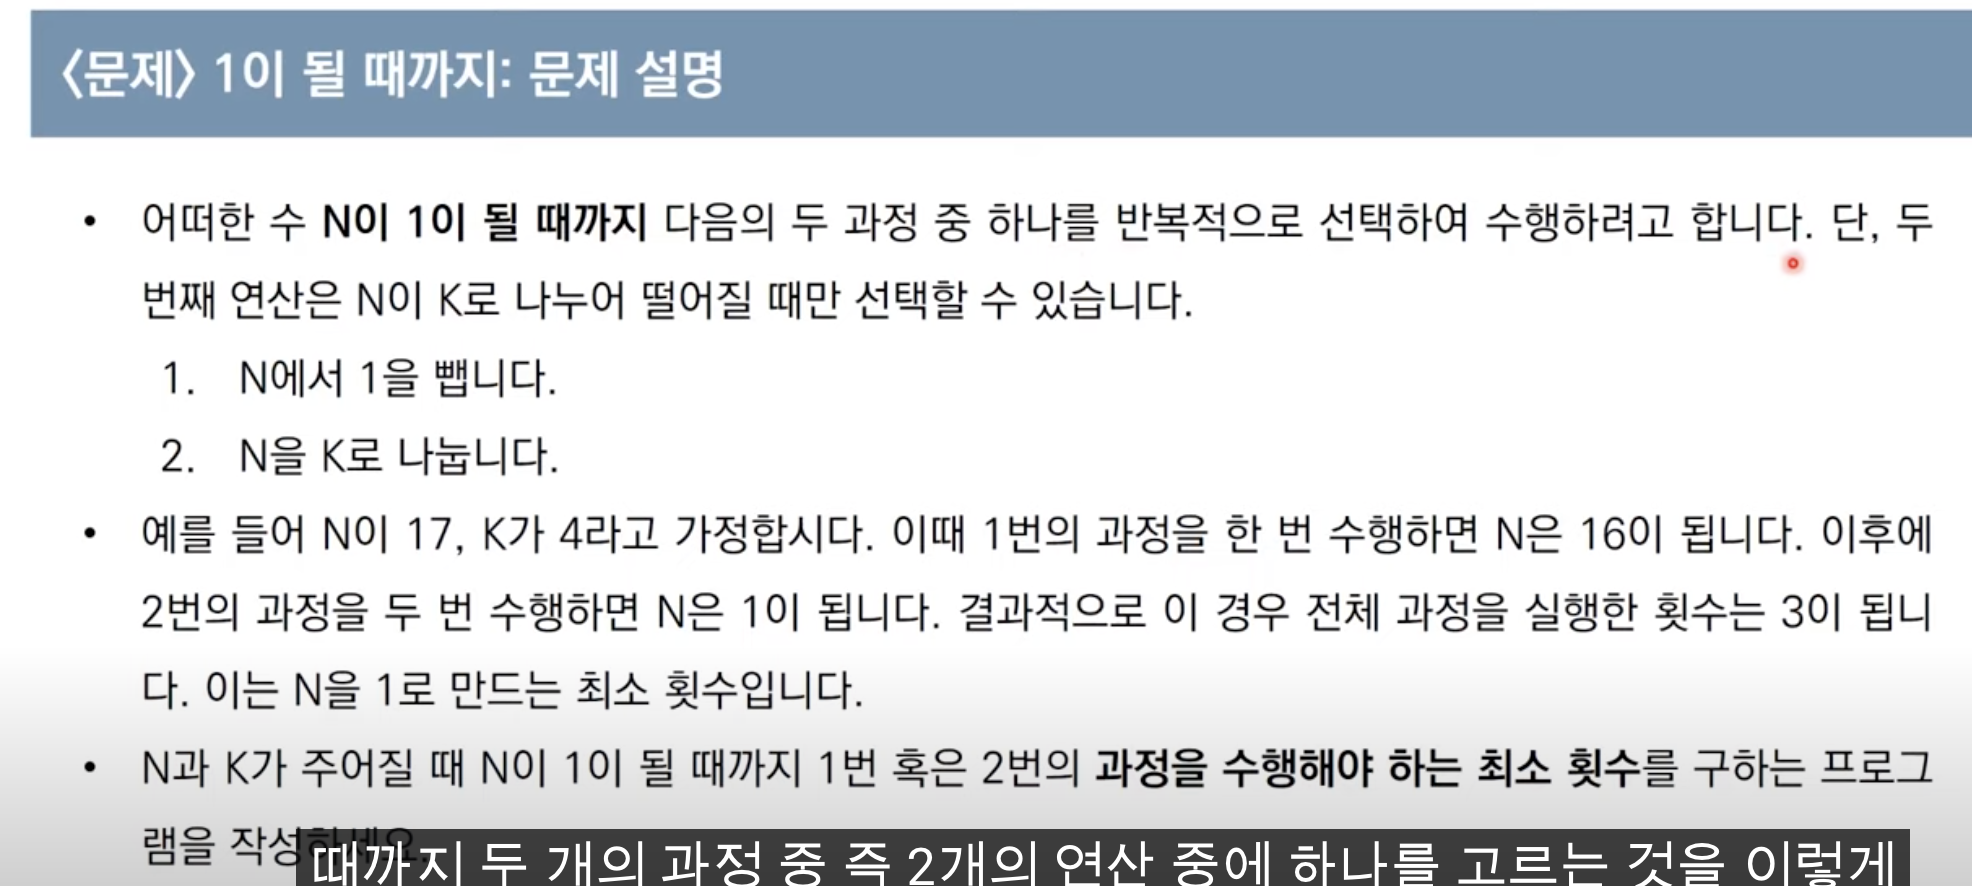 <문제> 1이 될 때까지: 문제 설명
• 어떠한 수 N이 1이 될 때까지 다음의 두 과정 중 하나를 반복적으로 선택하여 수행하려고 합니다. 단, 두
번째 연산은 N이 K로 나누어 떨어질 때만 선택할 수 있습니다.
1. N에서 1을 뺍니다.
2. N을 K로 나눕니다.
• 예를 들어 N이 17, K가 4라고 가정합시다. 이때 1번의 과정을 한 번 수행하면 N은 16이 됩니다. 이후에
2번의 과정을 두 번 수행하면 N은 1이 됩니다. 결과적으로 이 경우 전체 과정을 실행한 횟수는 3이 됩니
다. 이는 N을 1로 만드는 최소 횟수입니다.
• N과 K가 주어질 때 N이 1이 될 때까지 1번 혹은 2번의 과정을 수행해야 하는 최소 횟수를 구하는 프로그
램을 작성하세요.
때까지 두 개의 과정 중 즉 2개의 연산 중에 하나를 고르는 것을 이렇게